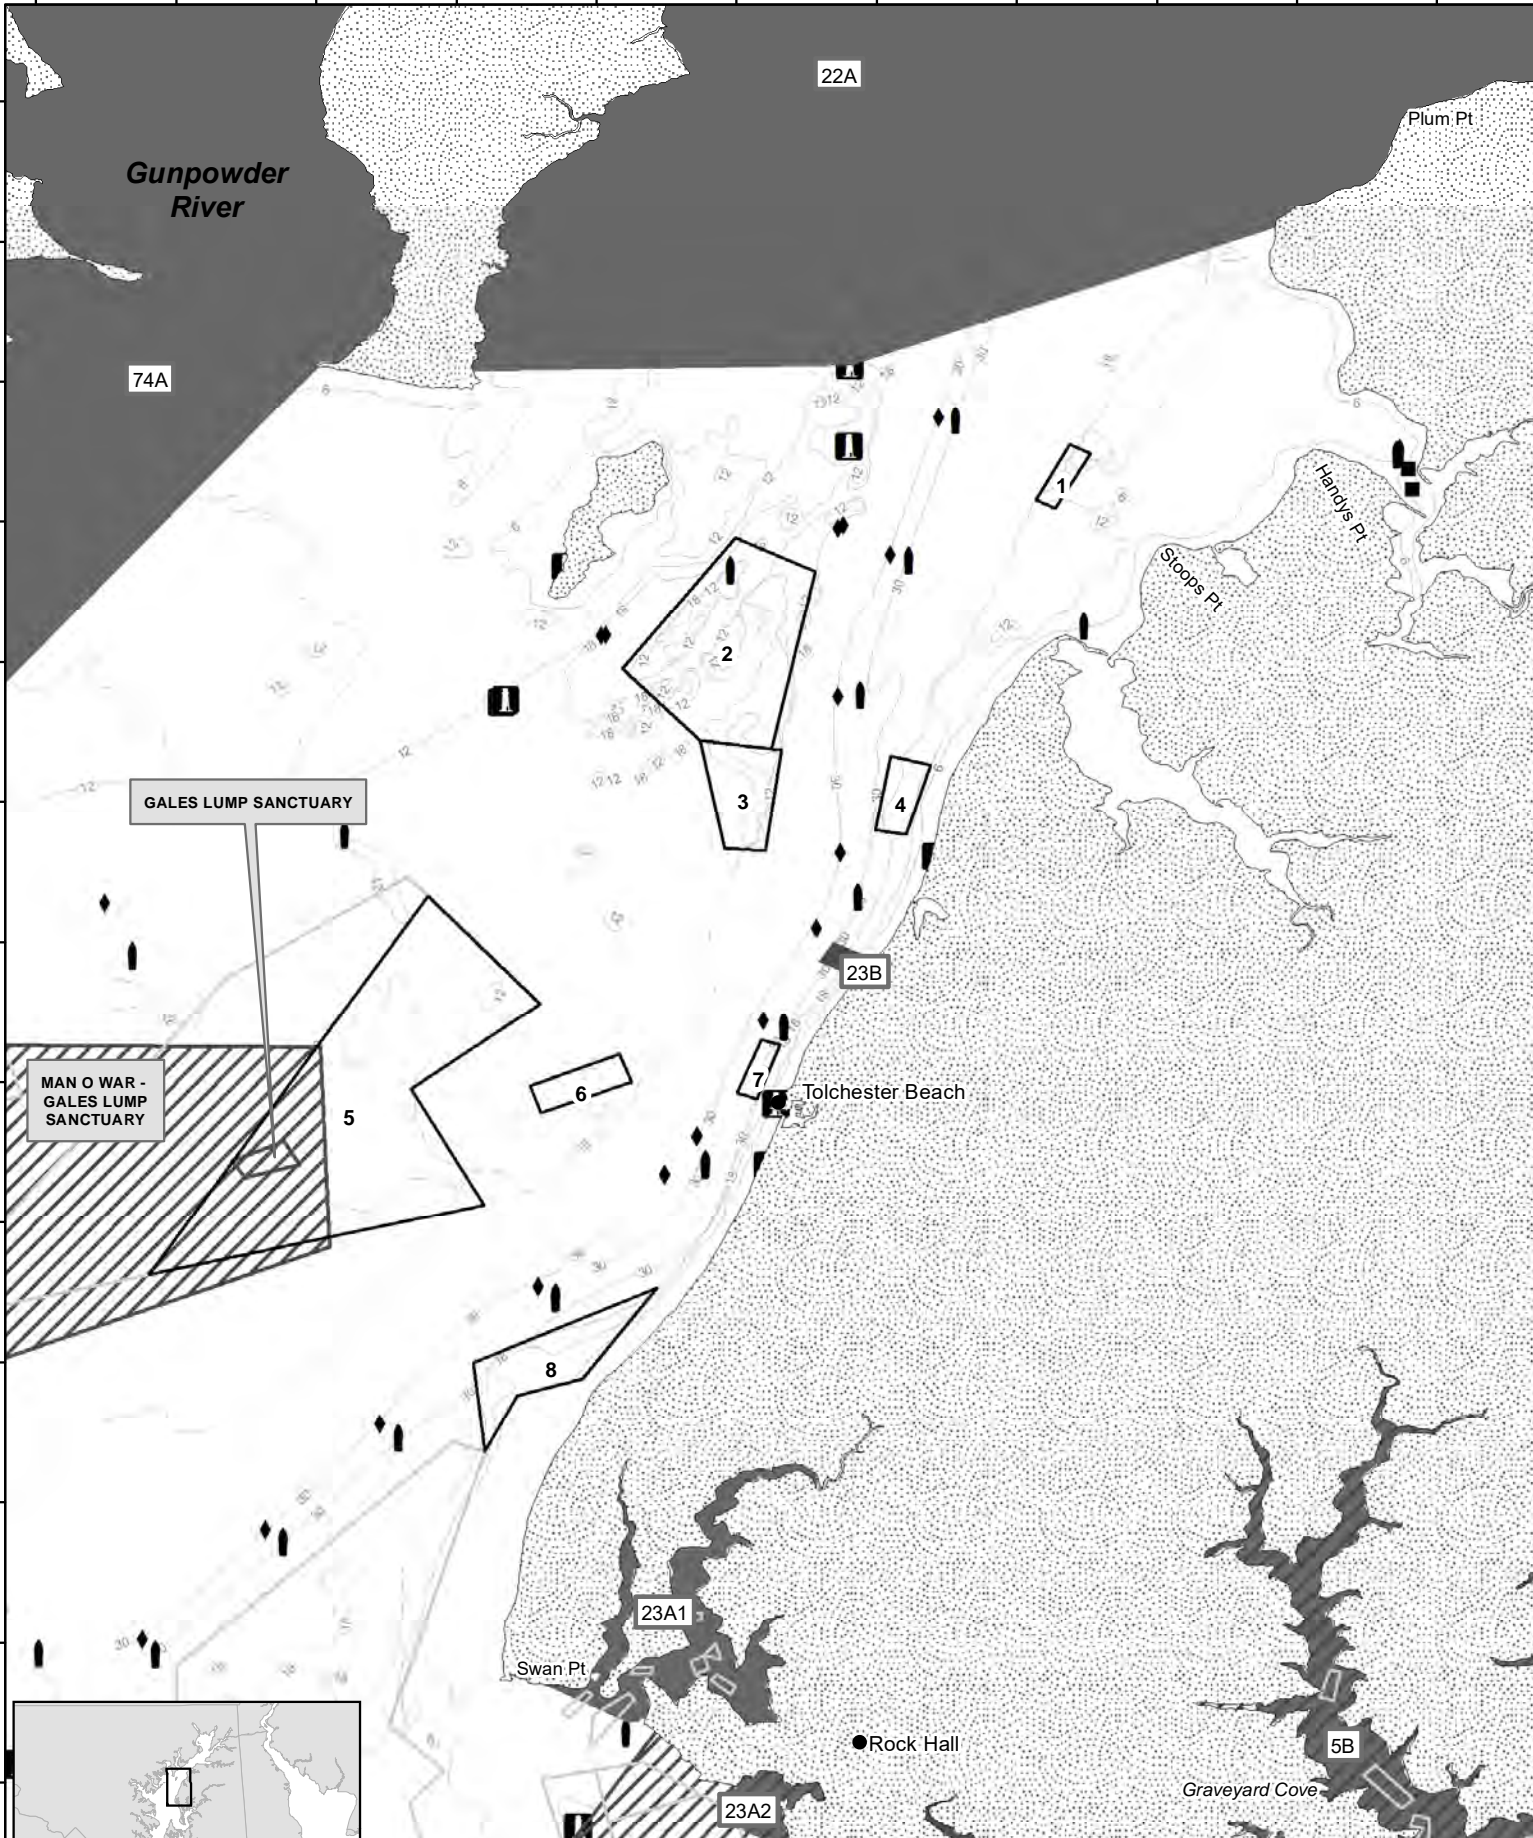 22A
Plum Pt
Gunpowder
River
74A
1
Handys Pt
Stoops Pt
2
GALES LUMP SANCTUARY
3
4
23B
MAN O WAR -
GALES LUMP
SANCTUARY
5
6
7
Tolchester Beach
8
23A1
Swan Pt
Rock Hall
5B
Graveyard Cove
23A2